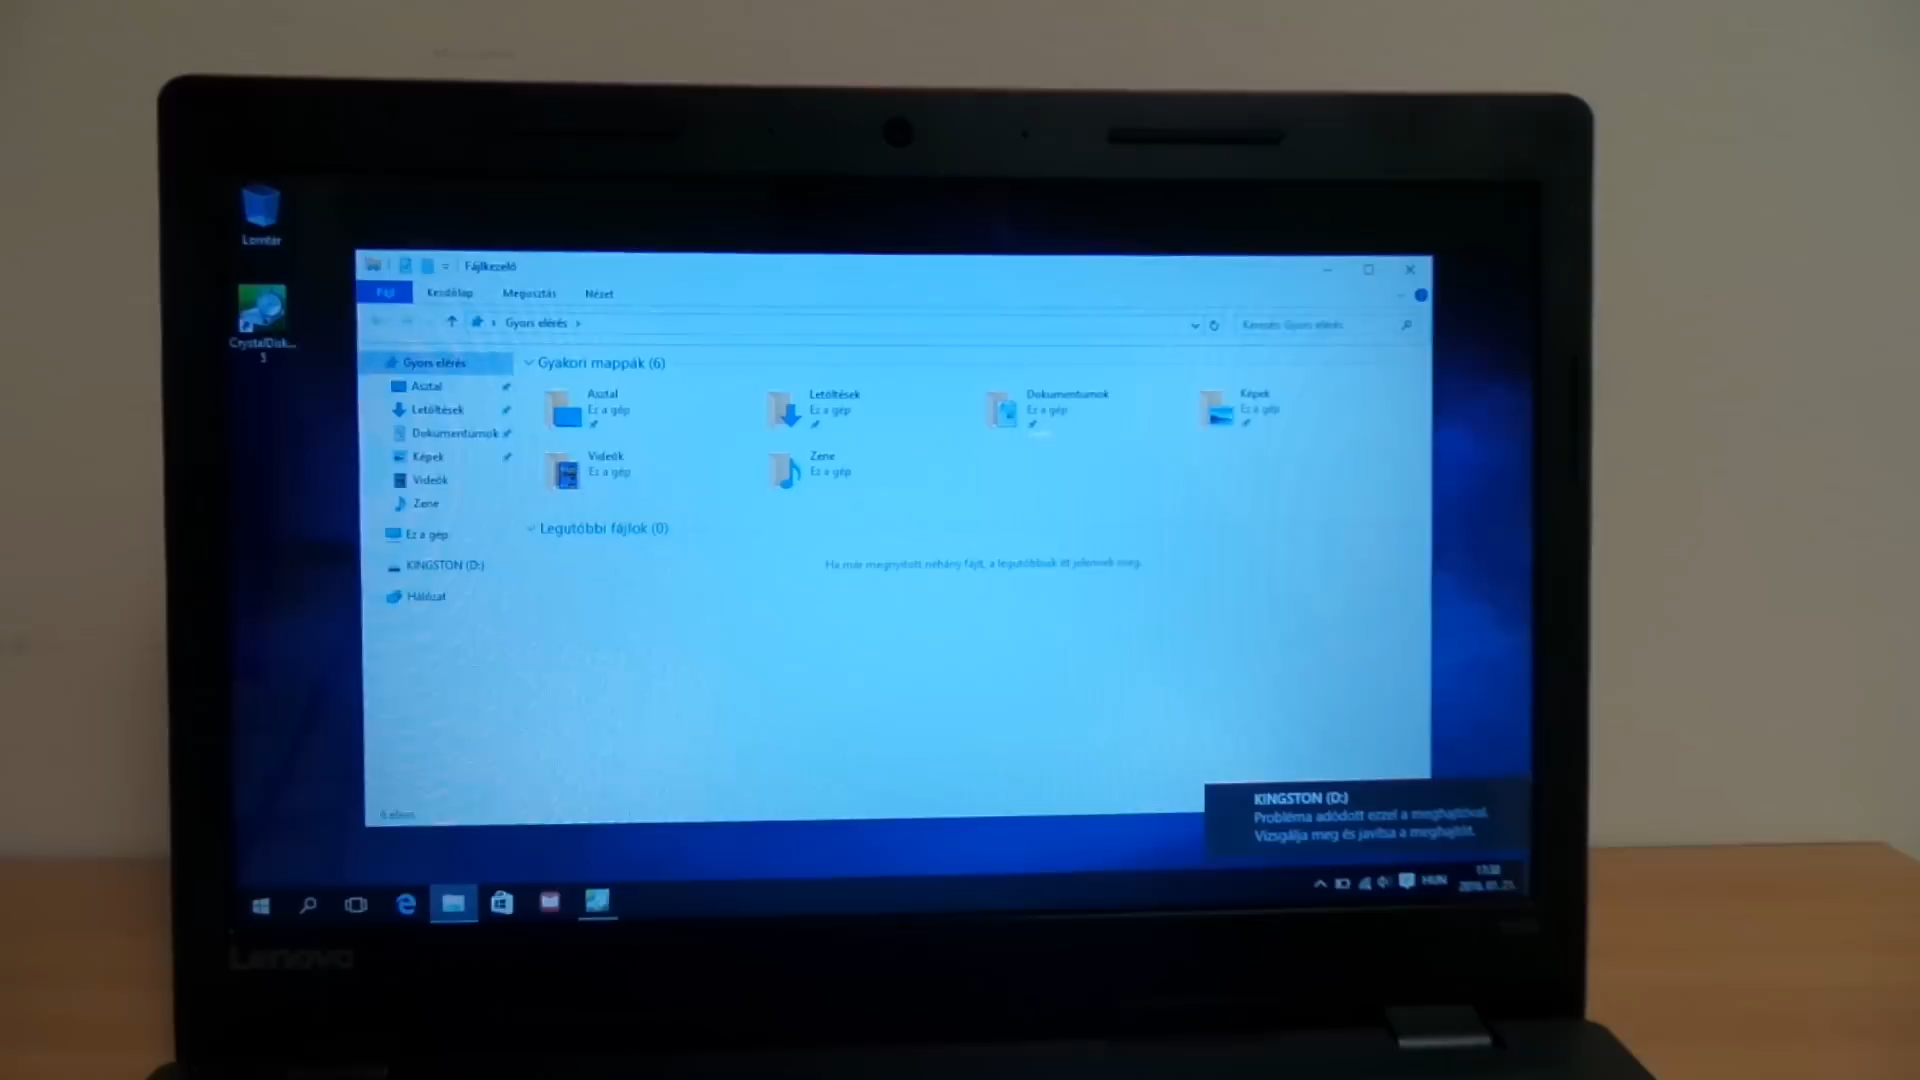 Lomtár
CrystalDisk...
Fájlkezelő
Fájl
Kezdőlap
Megosztás
Nézet
Gyors elérés
Keresés: Gyors elérés
Gyors elérés
Asztal
Letöltések
Dokumentumok
Képek
Videók
Zene
Ez a gép
KINGSTON (D:)
Hálózat
Gyakori mappák (6)
Asztal
Ez a gép
Letöltések
Ez a gép
Dokumentumok
Ez a gép
Képek
Ez a gép
Videók
Ez a gép
Zene
Ez a gép
Legutóbbi fájlok (0)
Ha már megnyitott néhány fájlt, a legutóbbiak itt jelennek meg.
6 elem
KINGSTON (D:)
Probléma adódott ezzel a meghajtóval.
Vizsgálja meg és javítsa a meghajtót.
HUN
Lenovo